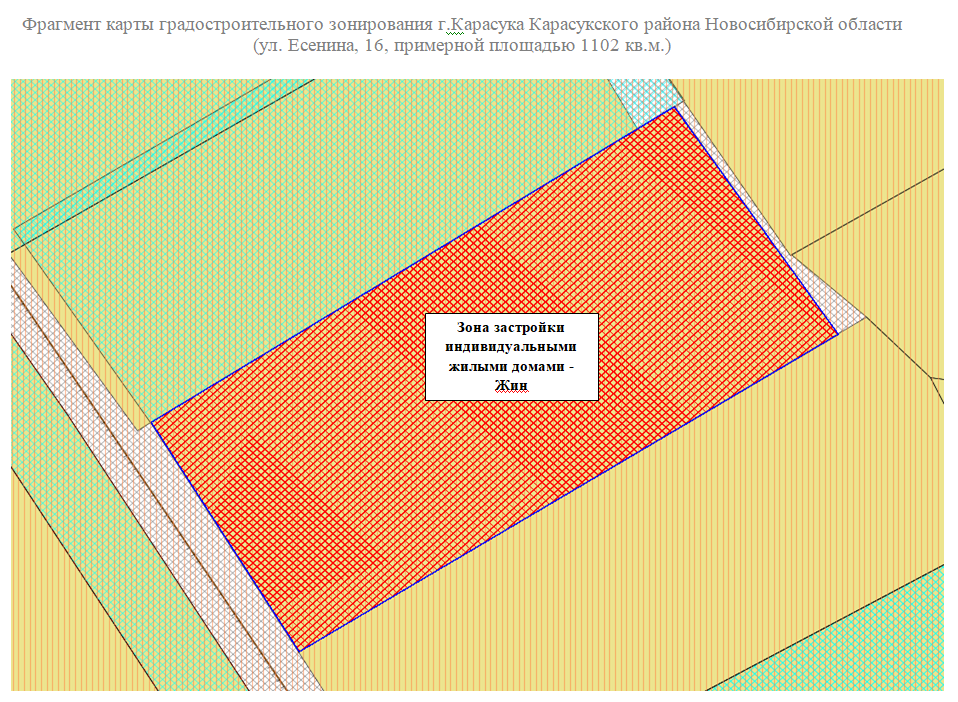 Фрагмент карты градостроительного зонирования г.Карасука Карасукского района Новосибирской области
(ул. Есенина, 16, примерной площадью 1102 кв.м.)
Зона застройки
индивидуальными
жилыми домами -
Жин